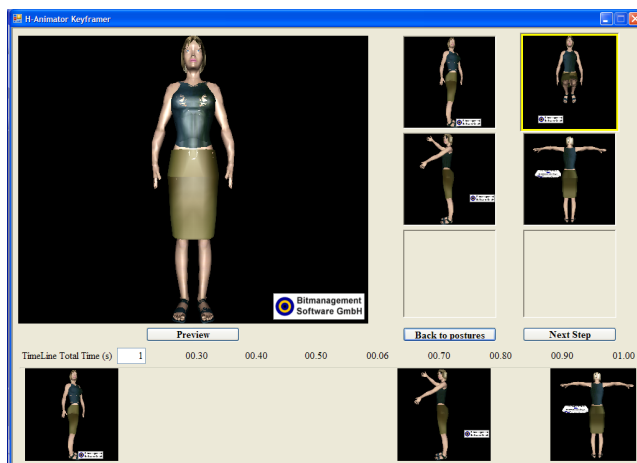 H-Animator Keyframer
Bitmanagement
Software GmbH
Preview
Back to postures
Next Step
TimeLine Total Time (s) 1 00.30 00.40 00.50 00.06 00.70 00.80 00.90 01.00